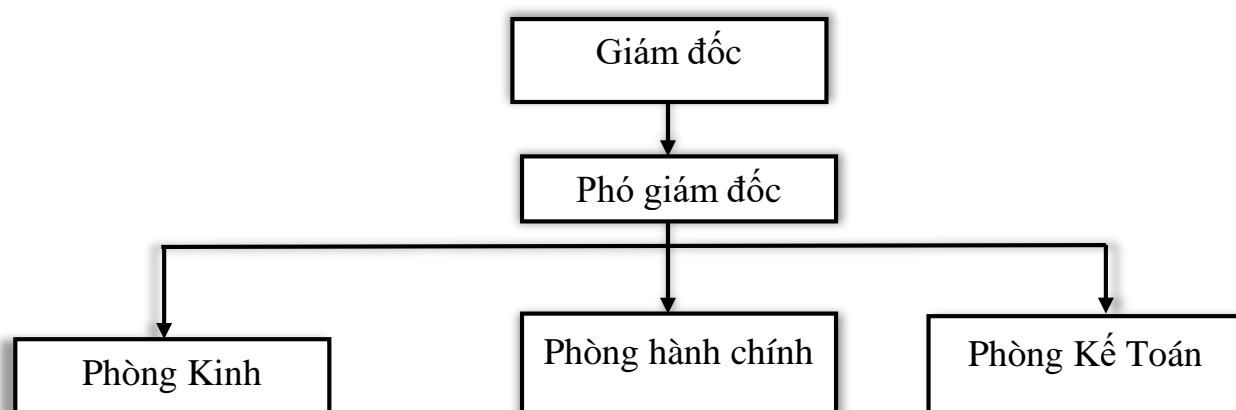 Giám đốc
Phó giám đốc
Phòng Kinh
Phòng hành chính
Phòng Kế Toán